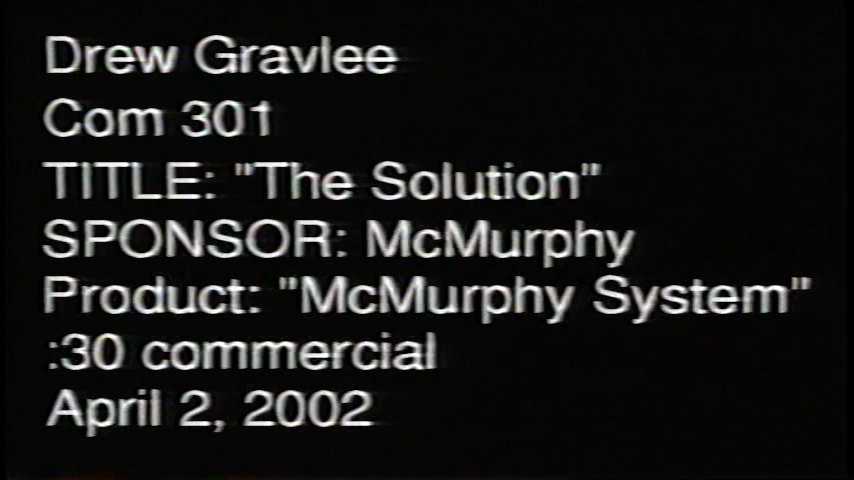 Drew Gravlee
Com 301
TITLE: "The Solution"
SPONSOR: McMurphy
Product: "McMurphy System"
:30 commercial
April 2, 2002